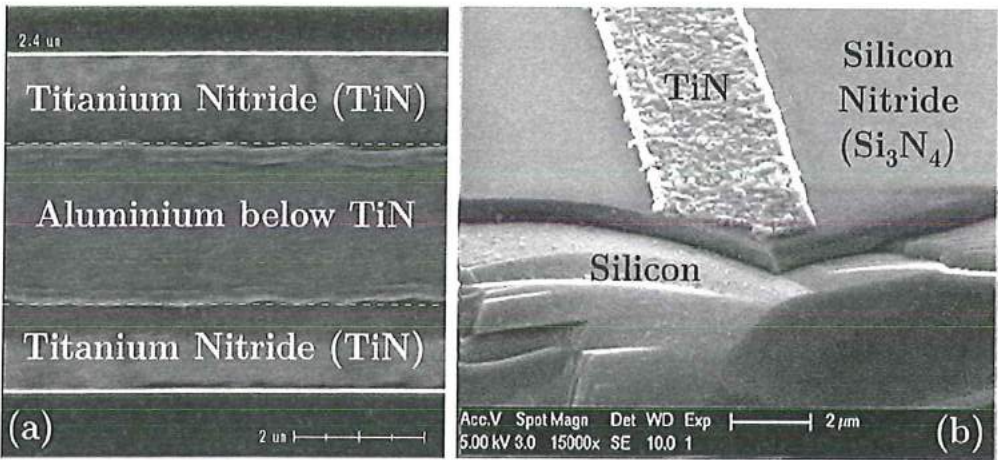 2.4 um
Titanium Nitride (TiN)
Aluminium below TiN
Titanium Nitride (TiN)
(a)
2 um
TiN
Silicon
Nitride
(Si₃N₄)
Silicon
Acc.V Spot Magn Det WD Exp
5.00 kV 3.0 15000x SE 10.0 1
2 μm
(b)